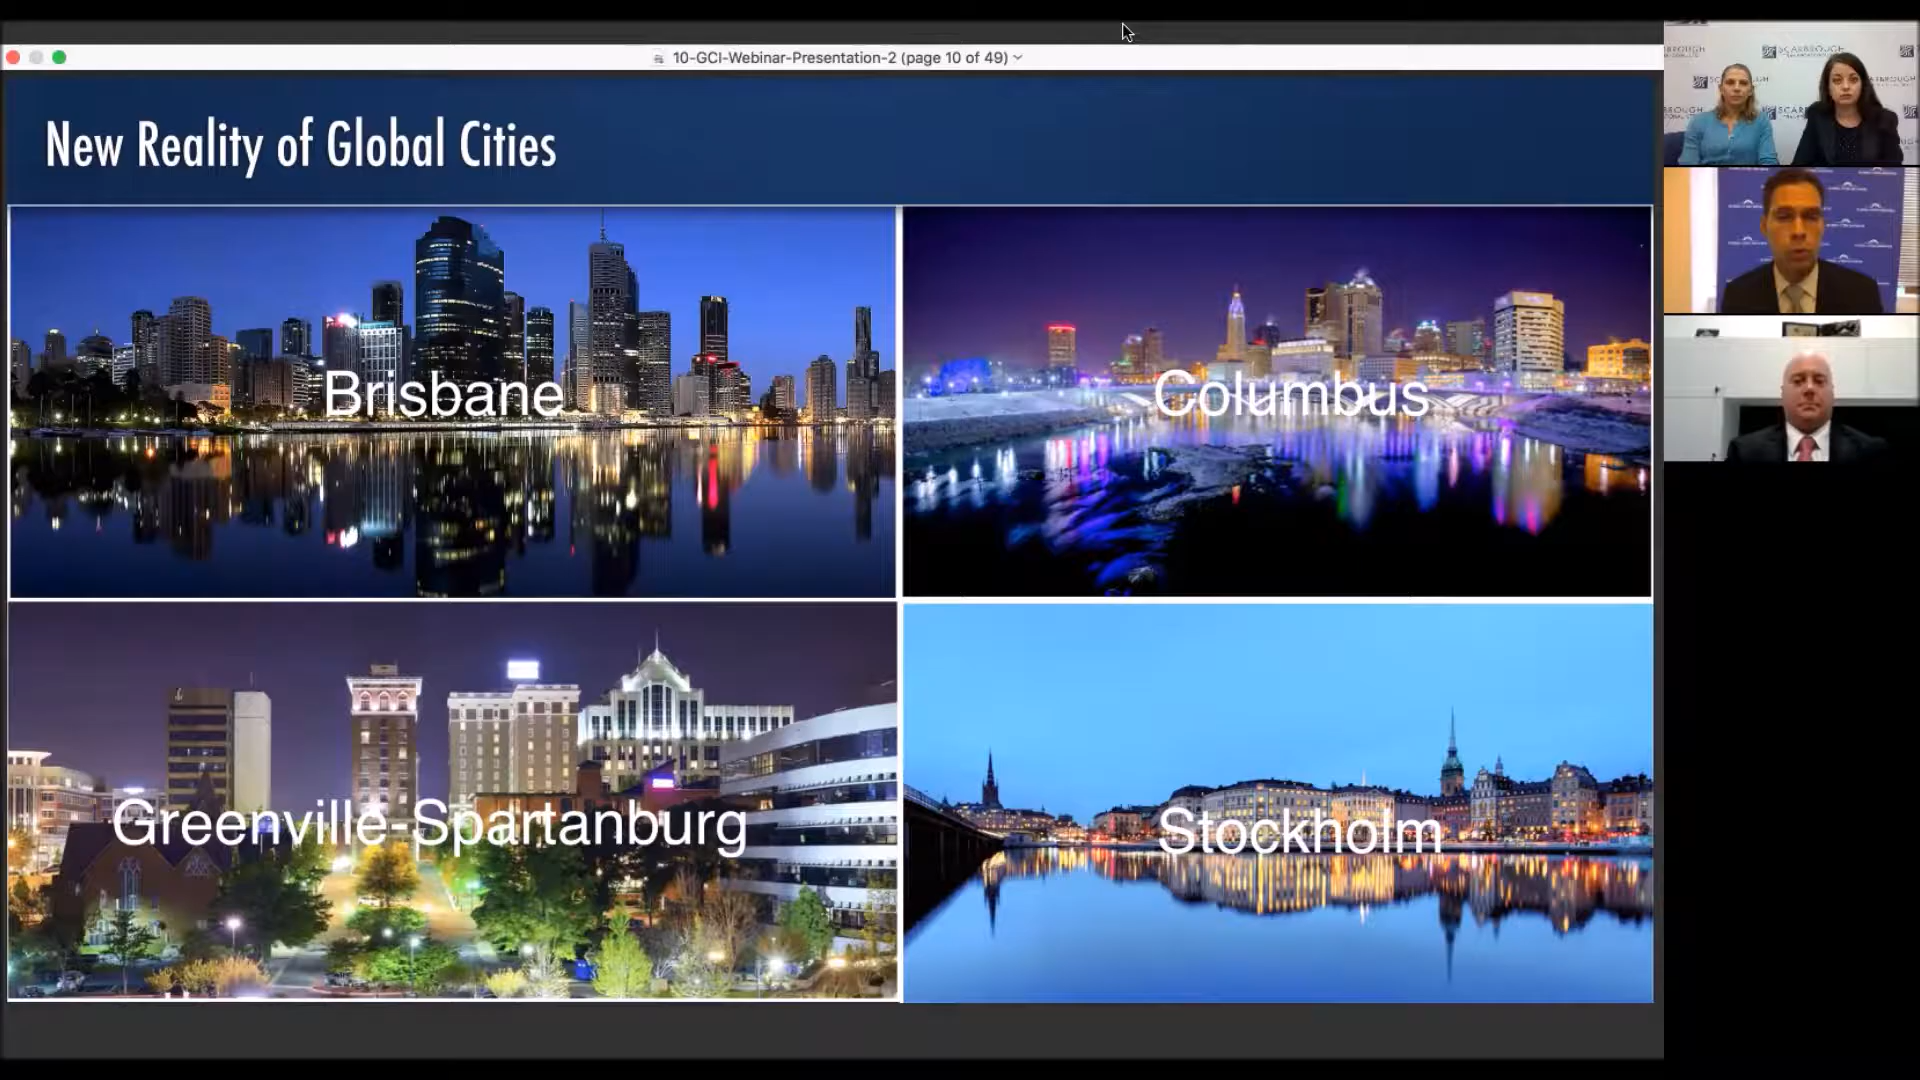 10-GCI-Webinar-Presentation-2 (page 10 of 49)
New Reality of Global Cities
Brisbane
Columbus
Greenville-Spartanburg
Stockholm
SCARBROUGH